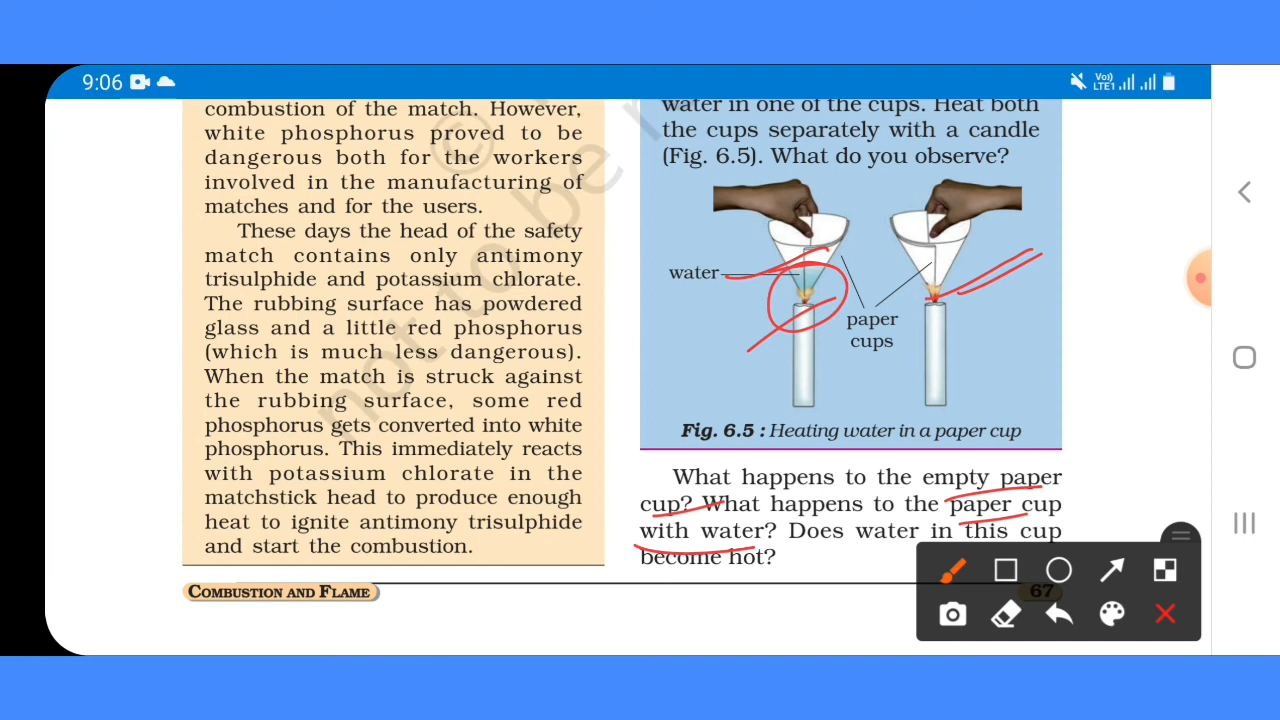 9:06
Vo))
LTE1
combustion of the match. However,
white phosphorus proved to be
dangerous both for the workers
involved in the manufacturing of
matches and for the users.
These days the head of the safety
match contains only antimony
trisulphide and potassium chlorate.
The rubbing surface has powdered
glass and a little red phosphorus
(which is much less dangerous).
When the match is struck against
the rubbing surface, some red
phosphorus gets converted into white
phosphorus. This immediately reacts
with potassium chlorate in the
matchstick head to produce enough
heat to ignite antimony trisulphide
and start the combustion.
water in one of the cups. Heat both
the cups separately with a candle
(Fig. 6.5). What do you observe?
water
paper
cups
Fig. 6.5 : Heating water in a paper cup
What happens to the empty paper
cup? What happens to the paper cup
with water? Does water in this cup
become hot?
COMBUSTION AND FLAME
67
© not to be r